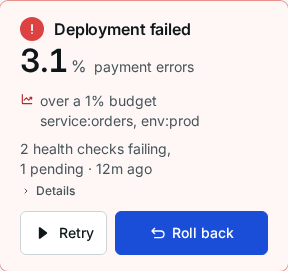 Deployment failed
3.1 % payment errors
over a 1% budget
service:orders, env:prod
2 health checks failing,
1 pending · 12m ago
Details
Retry
Roll back